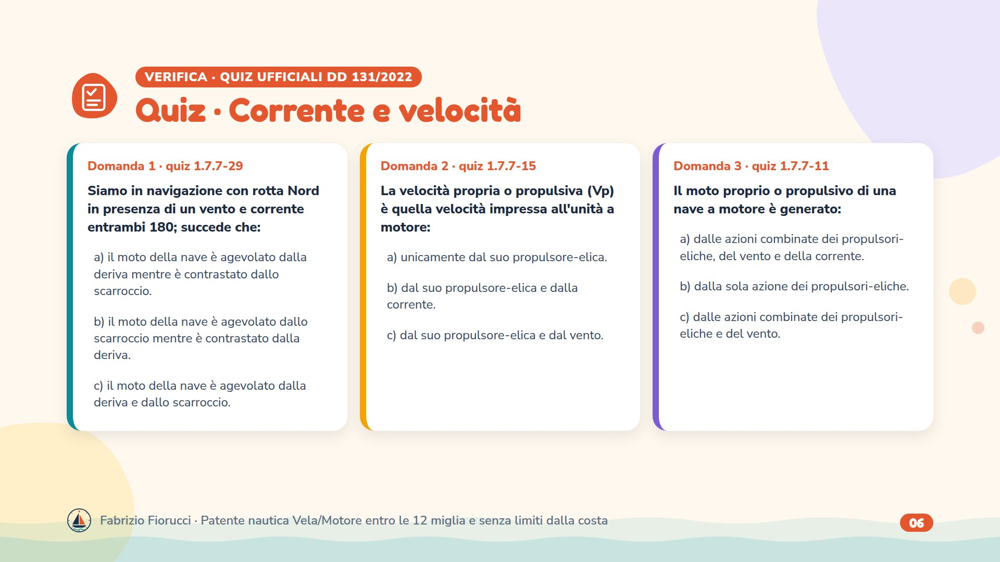 VERIFICA · QUIZ UFFICIALI DD 131/2022
Quiz · Corrente e velocità
Domanda 1 · quiz 1.7.7-29
Siamo in navigazione con rotta Nord
in presenza di un vento e corrente
entrambi 180; succede che:
a) il moto della nave è agevolato dalla
deriva mentre è contrastato dallo
scarroccio.
b) il moto della nave è agevolato dallo
scarroccio mentre è contrastato dalla
deriva.
c) il moto della nave è agevolato dalla
deriva e dallo scarroccio.
Domanda 2 · quiz 1.7.7-15
La velocità propria o propulsiva (Vp)
è quella velocità impressa all'unità a
motore:
a) unicamente dal suo propulsore-elica.
b) dal suo propulsore-elica e dalla
corrente.
c) dal suo propulsore-elica e dal vento.
Domanda 3 · quiz 1.7.7-11
Il moto proprio o propulsivo di una
nave a motore è generato:
a) dalle azioni combinate dei propulsori-
eliche, del vento e della corrente.
b) dalla sola azione dei propulsori-eliche.
c) dalle azioni combinate dei propulsori-
eliche e del vento.
Fabrizio Fiorucci · Patente nautica Vela/Motore entro le 12 miglia e senza limiti dalla costa
06